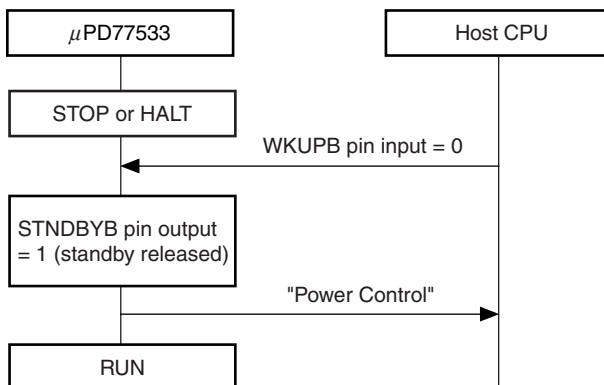 μPD77533
Host CPU
STOP or HALT
WKUPB pin input = 0
STNDBYB pin output
= 1 (standby released)
"Power Control"
RUN